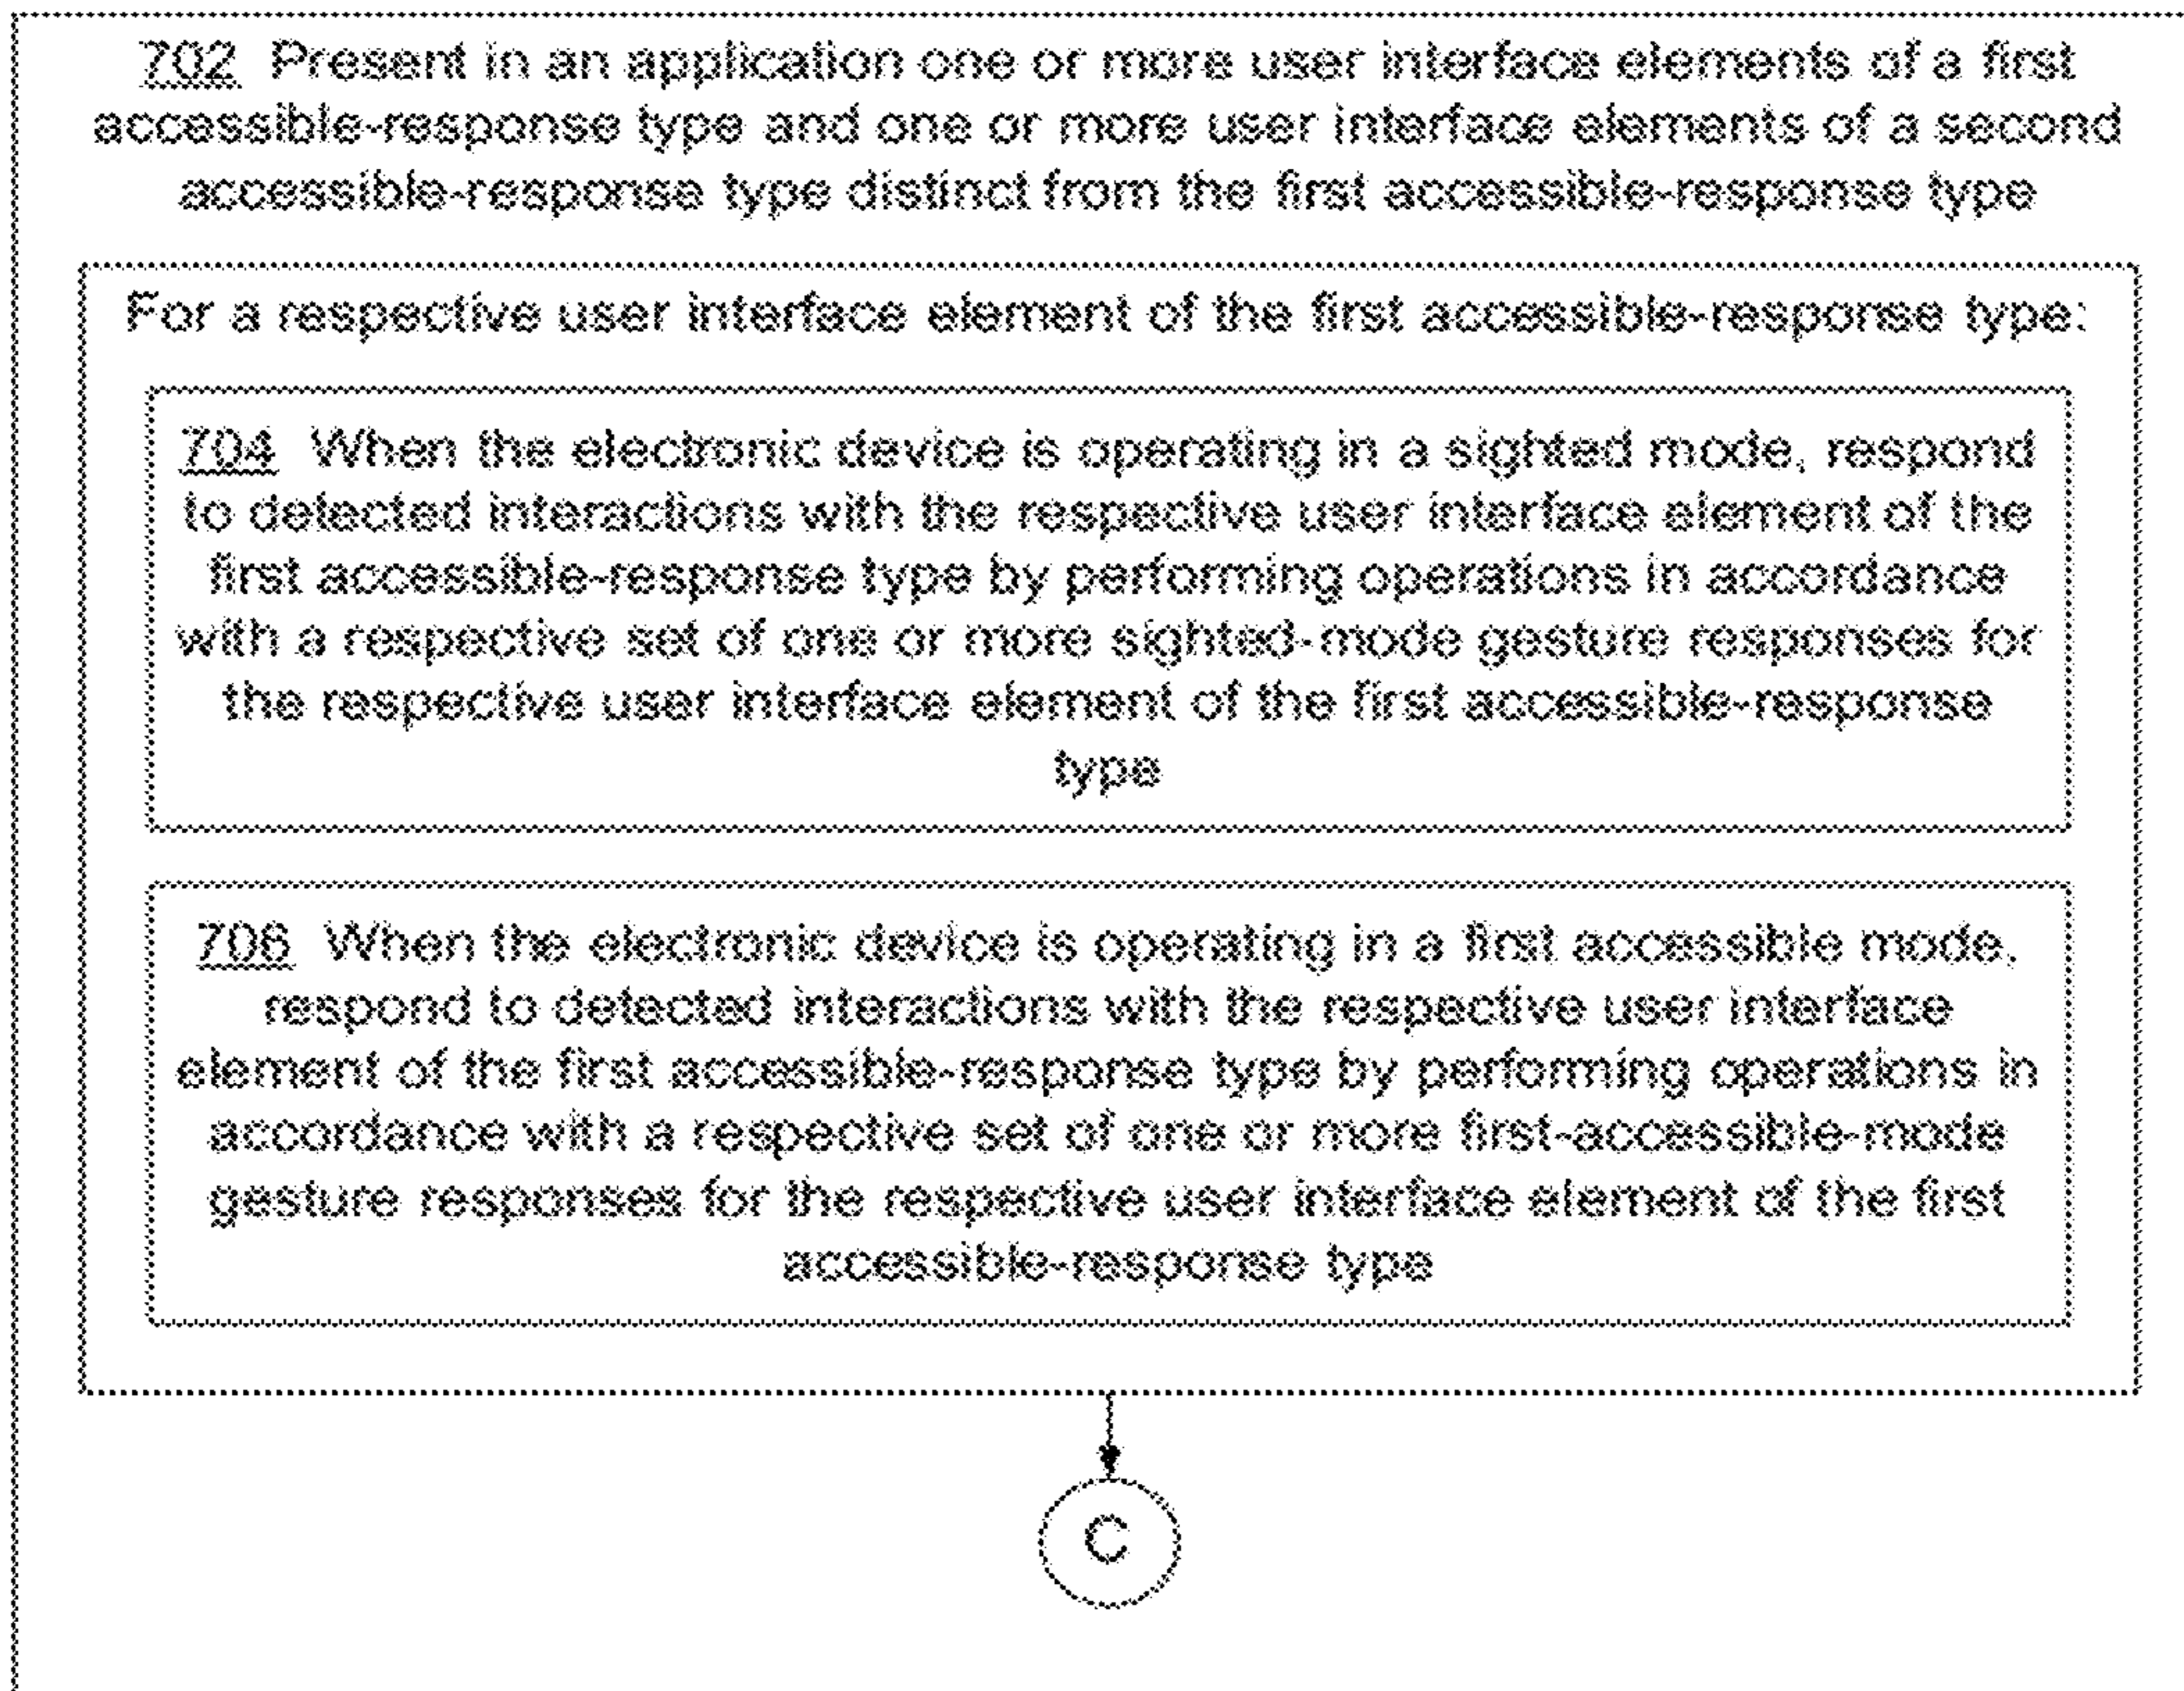 702 Present in an application one or more user interface elements of a first
accessible-response type and one or more user interface elements of a second
accessible-response type distinct from the first accessible-response type
For a respective user interface element of the first accessible-response type:
704 When the electronic device is operating in a sighted mode, respond
to detected interactions with the respective user interface element of the
first accessible-response type by performing operations in accordance
with a respective set of one or more sighted-mode gesture responses for
the respective user interface element of the first accessible-response
type
706 When the electronic device is operating in a first accessible mode,
respond to detected interactions with the respective user interface
element of the first accessible-response type by performing operations in
accordance with a respective set of one or more first-accessible-mode
gesture responses for the respective user interface element of the first
accessible-response type
C